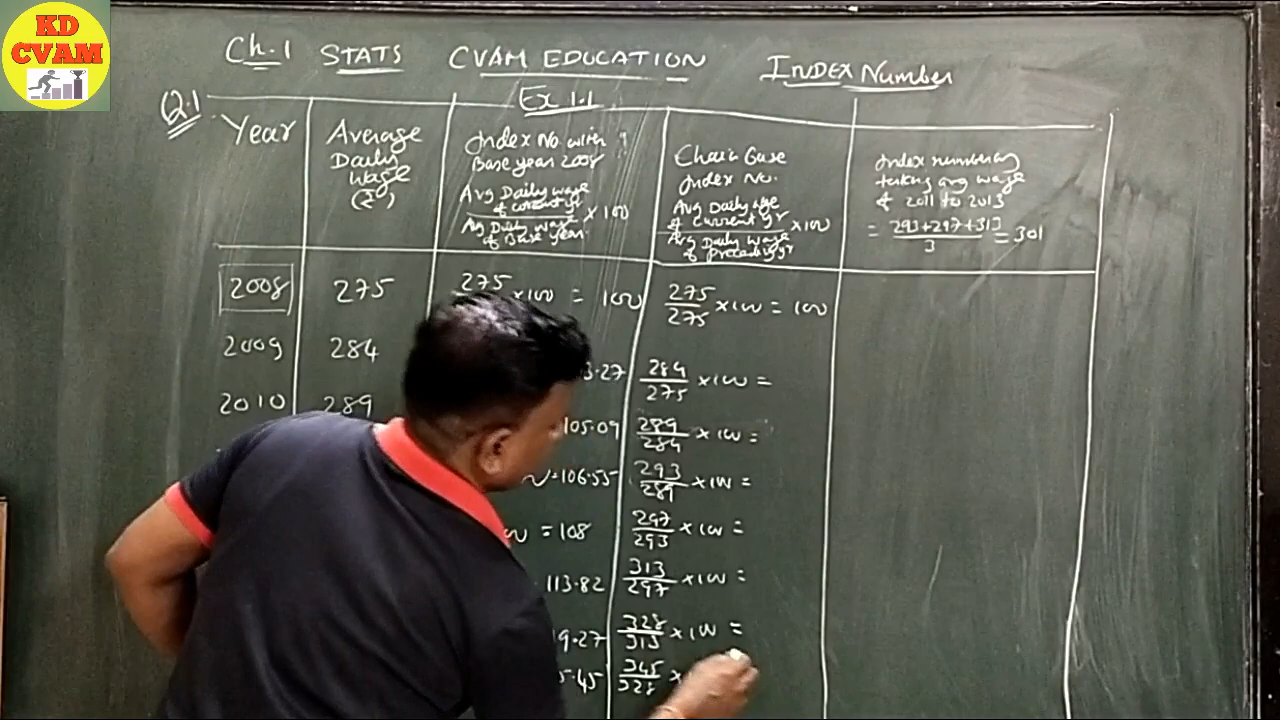 KD
CVAM
Ch.1 STATS CVAM EDUCATION INDEX Number
Q.1 Ex 1.1
Year
Average
Daily
Wage
(₹)
Index No. with
Base year 2008
Avg Daily wage
of current yr
× 100
Avg Daily wage
of Base year
Chain Base
Index No.
Avg Daily age
of current yr
×100
Avg Daily wage
of preceding yr
Index number by
taking avg wage
of 2011 to 2013
= 293+297+313 / 3 = 301
2008 275 275 ×100 = 100 275/275 ×100 = 100
2009 284 3.27 284/275 ×100 =
2010 289 105.09 289/284 ×100 =
=106.55 293/289 ×100 =
= 108 297/293 ×100 =
113.82 313/297 ×100 =
9.27 328/313 ×100 =
5.45 345/328 ×